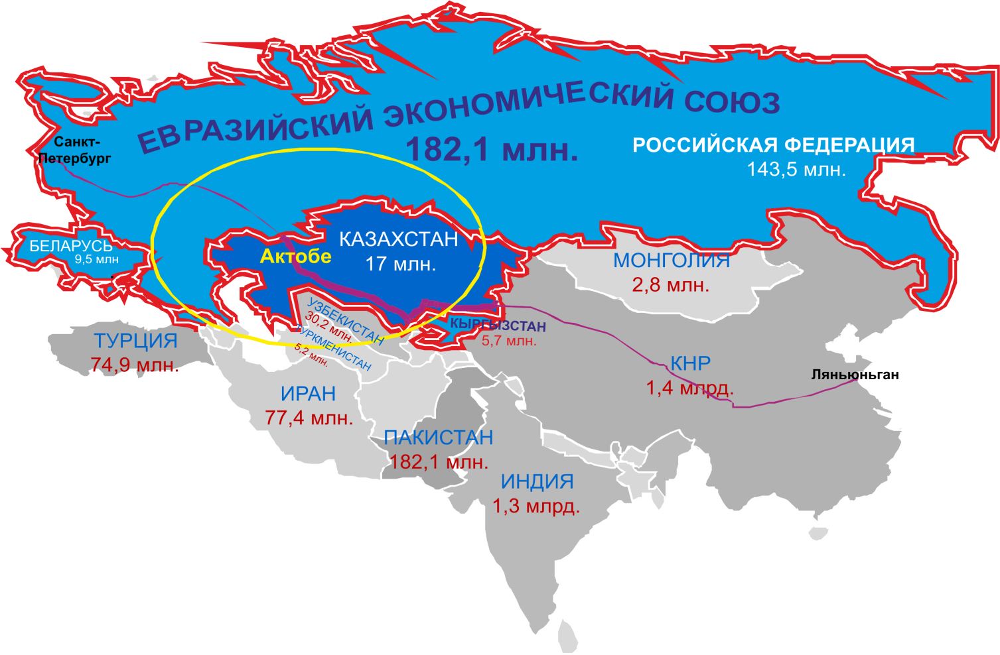 ЕВРАЗИЙСКИЙ ЭКОНОМИЧЕСКИЙ СОЮЗ
182,1 млн.
РОССИЙСКАЯ ФЕДЕРАЦИЯ
143,5 млн.
Санкт-
Петербург
БЕЛАРУСЬ
9,5 млн
КАЗАХСТАН
17 млн.
Актобе
МОНГОЛИЯ
2,8 млн.
УЗБЕКИСТАН
30,2 млн.
ТУРКМЕНИСТАН
5,2 млн.
КЫРГЫЗСТАН
5,7 млн.
ТУРЦИЯ
74,9 млн.
КНР
1,4 млрд.
Ляньюньган
ИРАН
77,4 млн.
ПАКИСТАН
182,1 млн.
ИНДИЯ
1,3 млрд.